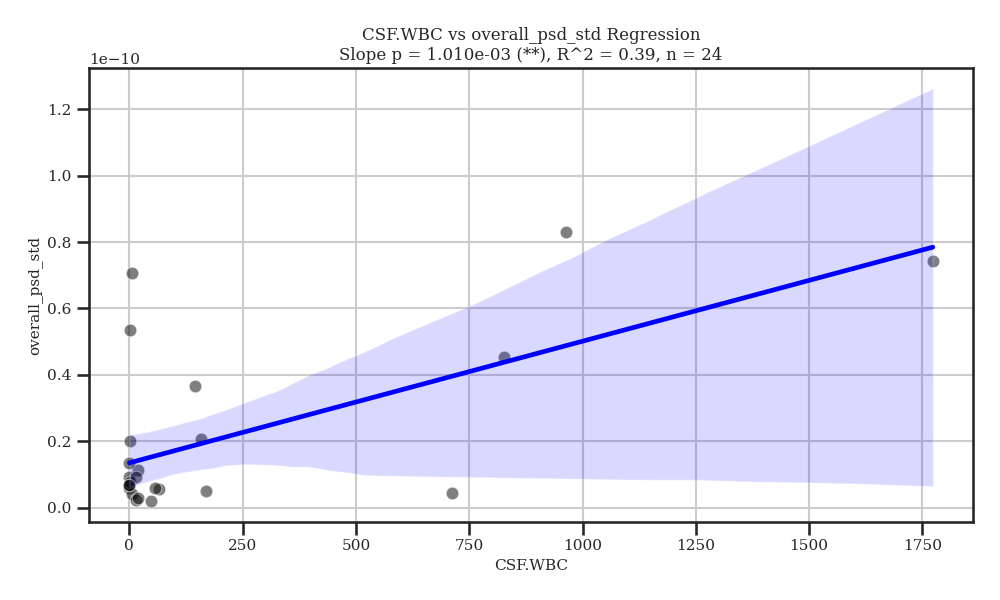 CSF.WBC vs overall_psd_std Regression
Slope p = 1.010e-03 (**), R^2 = 0.39, n = 24
1e−10
1.2
1.0
0.8
0.6
0.4
0.2
0.0
overall_psd_std
0 250 500 750 1000 1250 1500 1750
CSF.WBC